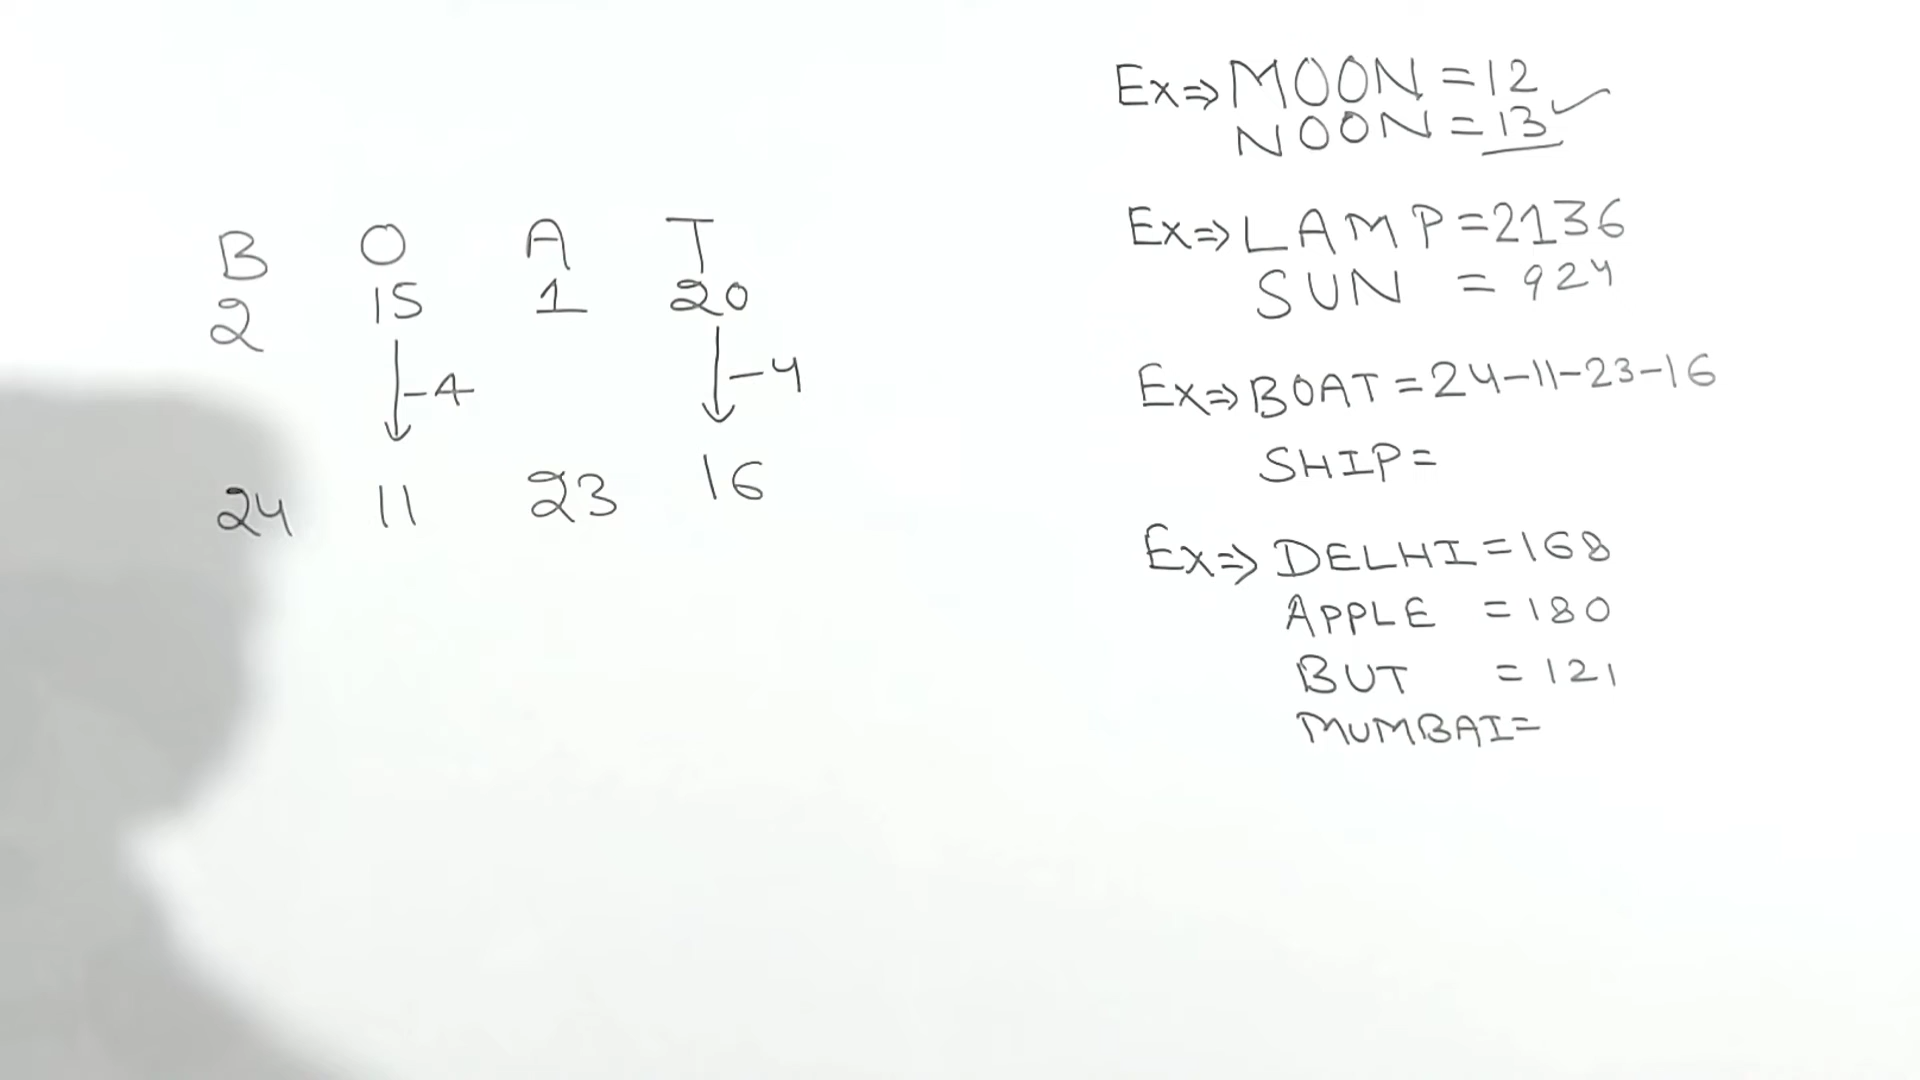 B O A T
2 15 1 20
-4 -4
24 11 23 16
Ex⇒ MOON = 12
NOON = 13 ✓
Ex⇒ LAMP = 2136
SUN = 924
Ex⇒ BOAT = 24-11-23-16
SHIP =
Ex⇒ DELHI = 168
APPLE = 180
BUT = 121
MUMBAI =